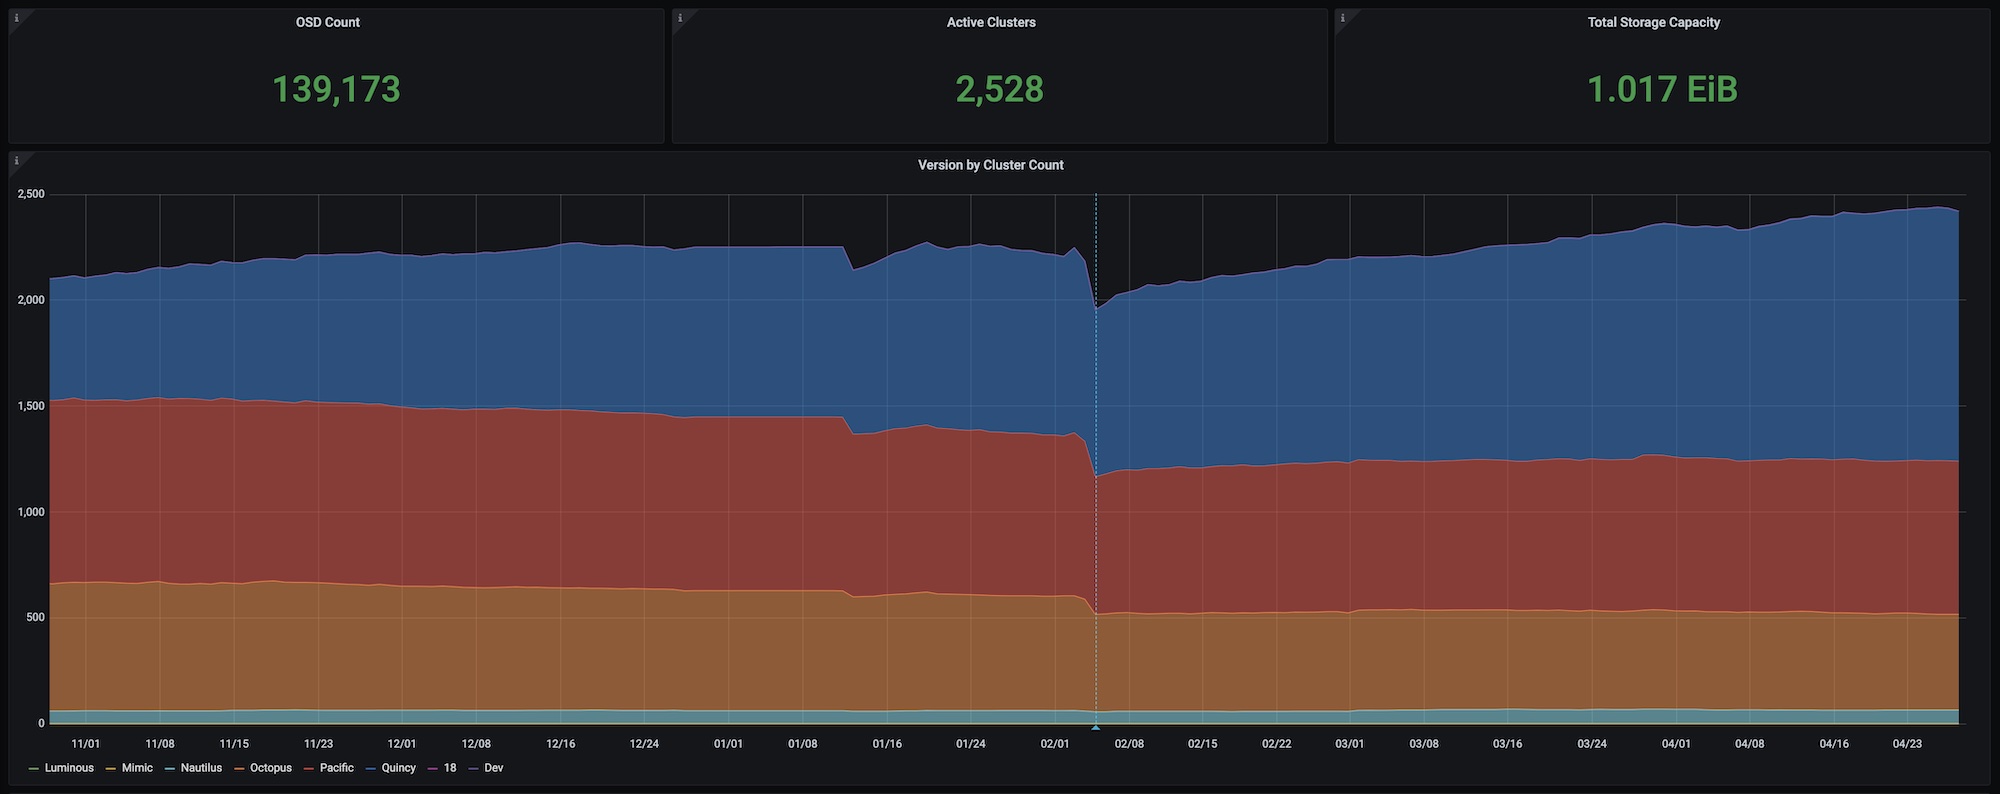 OSD Count
Active Clusters
Total Storage Capacity
139,173
2,528
1.017 EiB
Version by Cluster Count
2,500
2,000
1,500
1,000
500
0
11/01 11/08 11/15 11/23 12/01 12/08 12/16 12/24 01/01 01/08 01/16 01/24 02/01 02/08 02/15 02/22 03/01 03/08 03/16 03/24 04/01 04/08 04/16 04/23
Luminous Mimic Nautilus Octopus Pacific Quincy 18 Dev